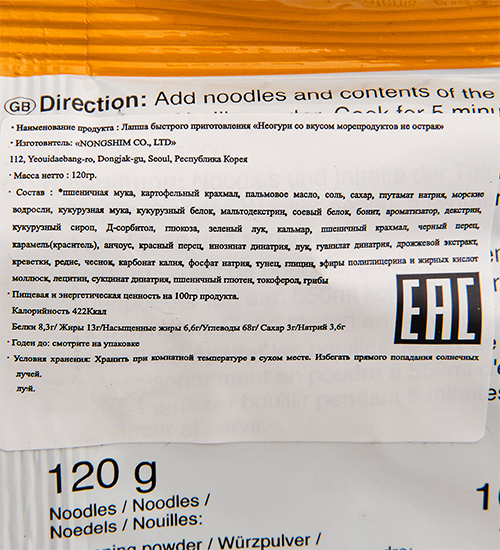 GB Direction: Add noodles and contents of the
Cook for 5 minu
· Наименование продукта : Лапша быстрого приготовления «Неогури со вкусом морепродуктов не острая»
· Изготовитель: «NONGSHIM CO., LTD»
112, Yeouidaebang-ro, Dongjak-gu, Seoul, Республика Корея
· Масса нетто : 120гр.
· Состав : *пшеничная мука, картофельный крахмал, пальмовое масло, соль, сахар, глутамат натрия, морские
водросли, кукурузная мука, кукурузный белок, мальтодекстрин, соевый белок, бонит, ароматизатор, декстрин,
кукурузный сироп, Д-сорбитол, глюкоза, зеленый лук, кальмар, пшеничный крахмал, черный перец,
карамель(краситель), анчоус, красный перец, инозинат динатрия, лук, гуанилат динатрия, дрожжевой экстракт,
креветки, редис, чеснок, карбонат калия, фосфат натрия, тунец, глицин, эфиры полиглицерина и жирных кислот
моллюск, лецитин, сукцинат динатрия, пшеничный глютен, токоферол, грибы
· Пищевая и энергетическая ценность на 100гр продукта.
Калорийность 422Ккал
Белки 8,3г/ Жиры 13г/Насыщенные жиры 6,6г/Углеводы 68г/ Сахар 3г/Натрий 3,6г
· Годен до: смотрите на упаковке
· Условия хранения: Хранить при комнатной температуре в сухом месте. Избегать прямого попадания солнечных
лучей.
EAC
120 g
Noodles / Noodles /
Noedels / Nouilles:
powder / Würzpulver /